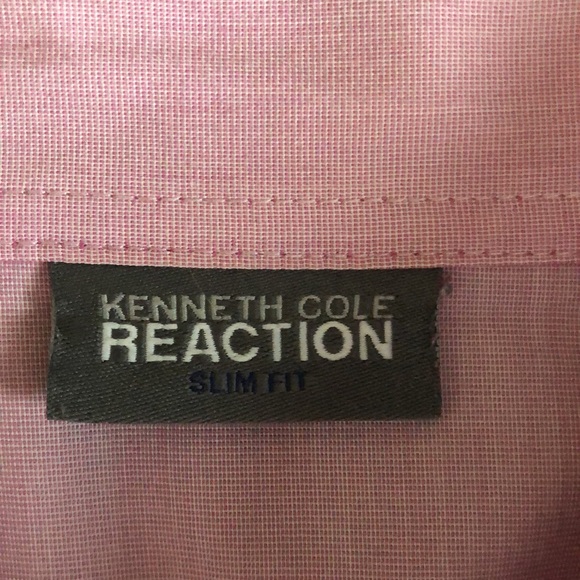 KENNETH COLE
REACTION
SLIM FIT